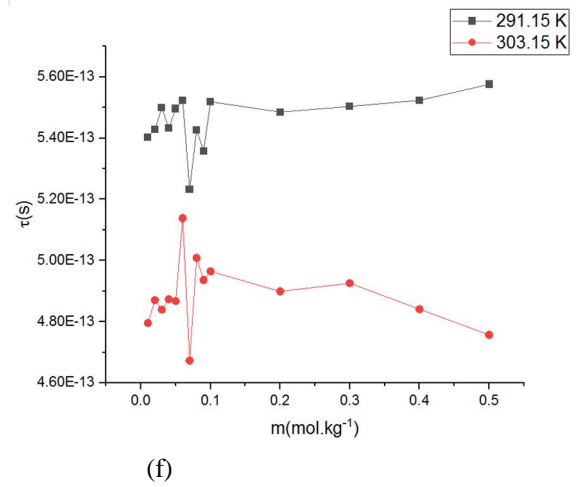 291.15 K
303.15 K
5.60E-13
5.40E-13
5.20E-13
5.00E-13
4.80E-13
4.60E-13
τ(s)
0.0 0.1 0.2 0.3 0.4 0.5
m(mol.kg⁻¹)
(f)